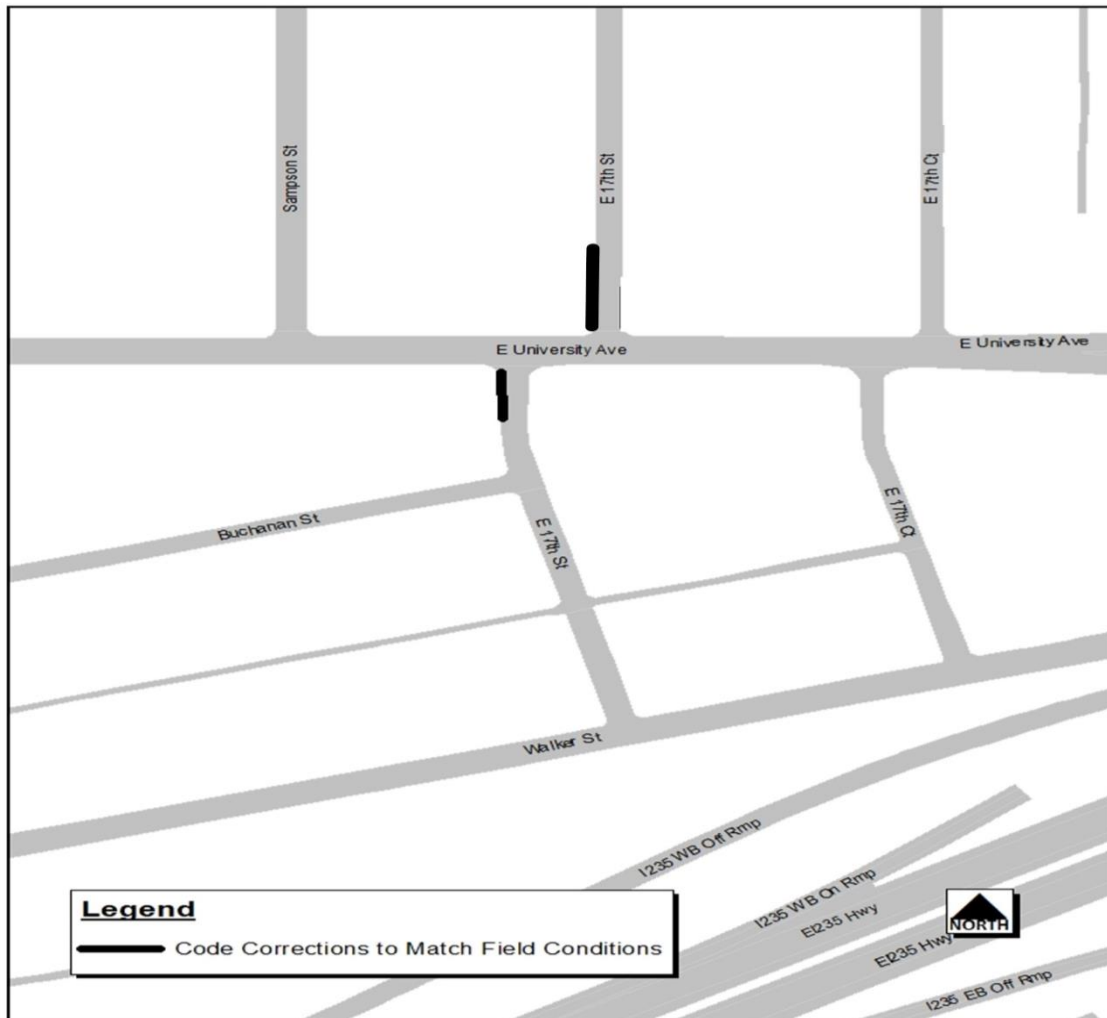 Sampson St
E 17th St
E 17th Ct
E University Ave
E University Ave
Buchanan St
E 17th St
E 17th Ct
Walker St
I235 WB Off Rmp
I235 WB On Rmp
EI235 Hwy
EI235 Hwy
I235 EB Off Rmp
Legend
Code Corrections to Match Field Conditions
NORTH